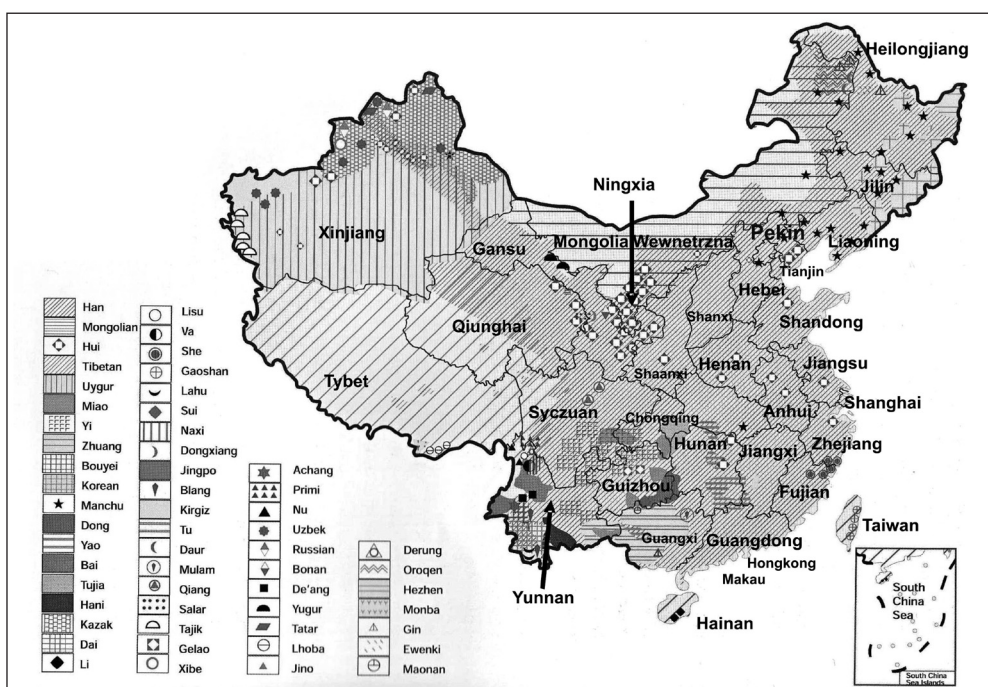 Heilongjiang
Jilin
Ningxia
Pekin
Liaoning
Xinjiang
Gansu
Mongolia Wewnetrzna
Tianjin
Hebei
Shanxi
Shandong
Qiunghai
Tybet
Shaanxi
Henan
Jiangsu
Shanghai
Anhui
Syczuan
Chongqing
Hunan
Zhejiang
Jiangxi
Guizhou
Fujian
Taiwan
Guangxi
Guangdong
Hongkong
Makau
Yunnan
Hainan
South
China
Sea
South China
Sea Islands
Han
Mongolian
Hui
Tibetan
Uygur
Miao
Yi
Zhuang
Bouyei
Korean
Manchu
Dong
Yao
Bai
Tujia
Hani
Kazak
Dai
Li
Lisu
Va
She
Gaoshan
Lahu
Sui
Naxi
Dongxiang
Jingpo
Blang
Kirgiz
Tu
Daur
Mulam
Qiang
Salar
Tajik
Gelao
Xibe
Achang
Primi
Nu
Uzbek
Russian
Bonan
De'ang
Yugur
Tatar
Lhoba
Jino
Derung
Oroqen
Hezhen
Monba
Gin
Ewenki
Maonan